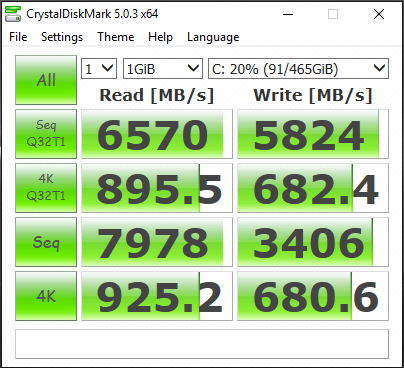 CrystalDiskMark 5.0.3 x64
File Settings Theme Help Language
All 1 1GiB C: 20% (91/465GiB)
Read [MB/s] Write [MB/s]
Seq
Q32T1 6570 5824
4K
Q32T1 895.5 682.4
Seq 7978 3406
4K 925.2 680.6